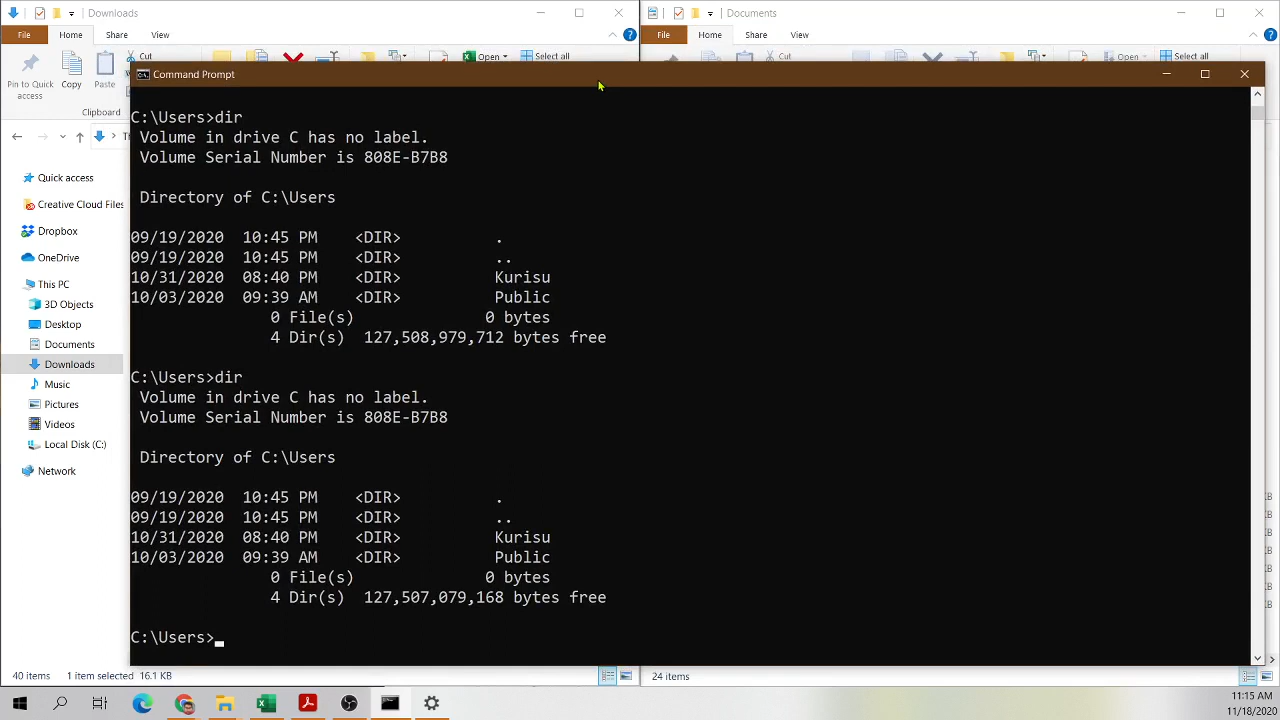 Downloads
Documents
File Home Share View
File Home Share View
Pin to Quick access
Copy
Paste
Cut
Open
Select all
Cut
Open
Select all
Clipboard
Command Prompt
C:\Users>dir
Volume in drive C has no label.
Volume Serial Number is 808E-B7B8
Directory of C:\Users
09/19/2020 10:45 PM <DIR> .
09/19/2020 10:45 PM <DIR> ..
10/31/2020 08:40 PM <DIR> Kurisu
10/03/2020 09:39 AM <DIR> Public
0 File(s) 0 bytes
4 Dir(s) 127,508,979,712 bytes free
C:\Users>dir
Volume in drive C has no label.
Volume Serial Number is 808E-B7B8
Directory of C:\Users
09/19/2020 10:45 PM <DIR> .
09/19/2020 10:45 PM <DIR> ..
10/31/2020 08:40 PM <DIR> Kurisu
10/03/2020 09:39 AM <DIR> Public
0 File(s) 0 bytes
4 Dir(s) 127,507,079,168 bytes free
C:\Users>
Quick access
Creative Cloud Files
Dropbox
OneDrive
This PC
3D Objects
Desktop
Documents
Downloads
Music
Pictures
Videos
Local Disk (C:)
Network
40 items 1 item selected 16.1 KB
24 items
11:15 AM
11/18/2020